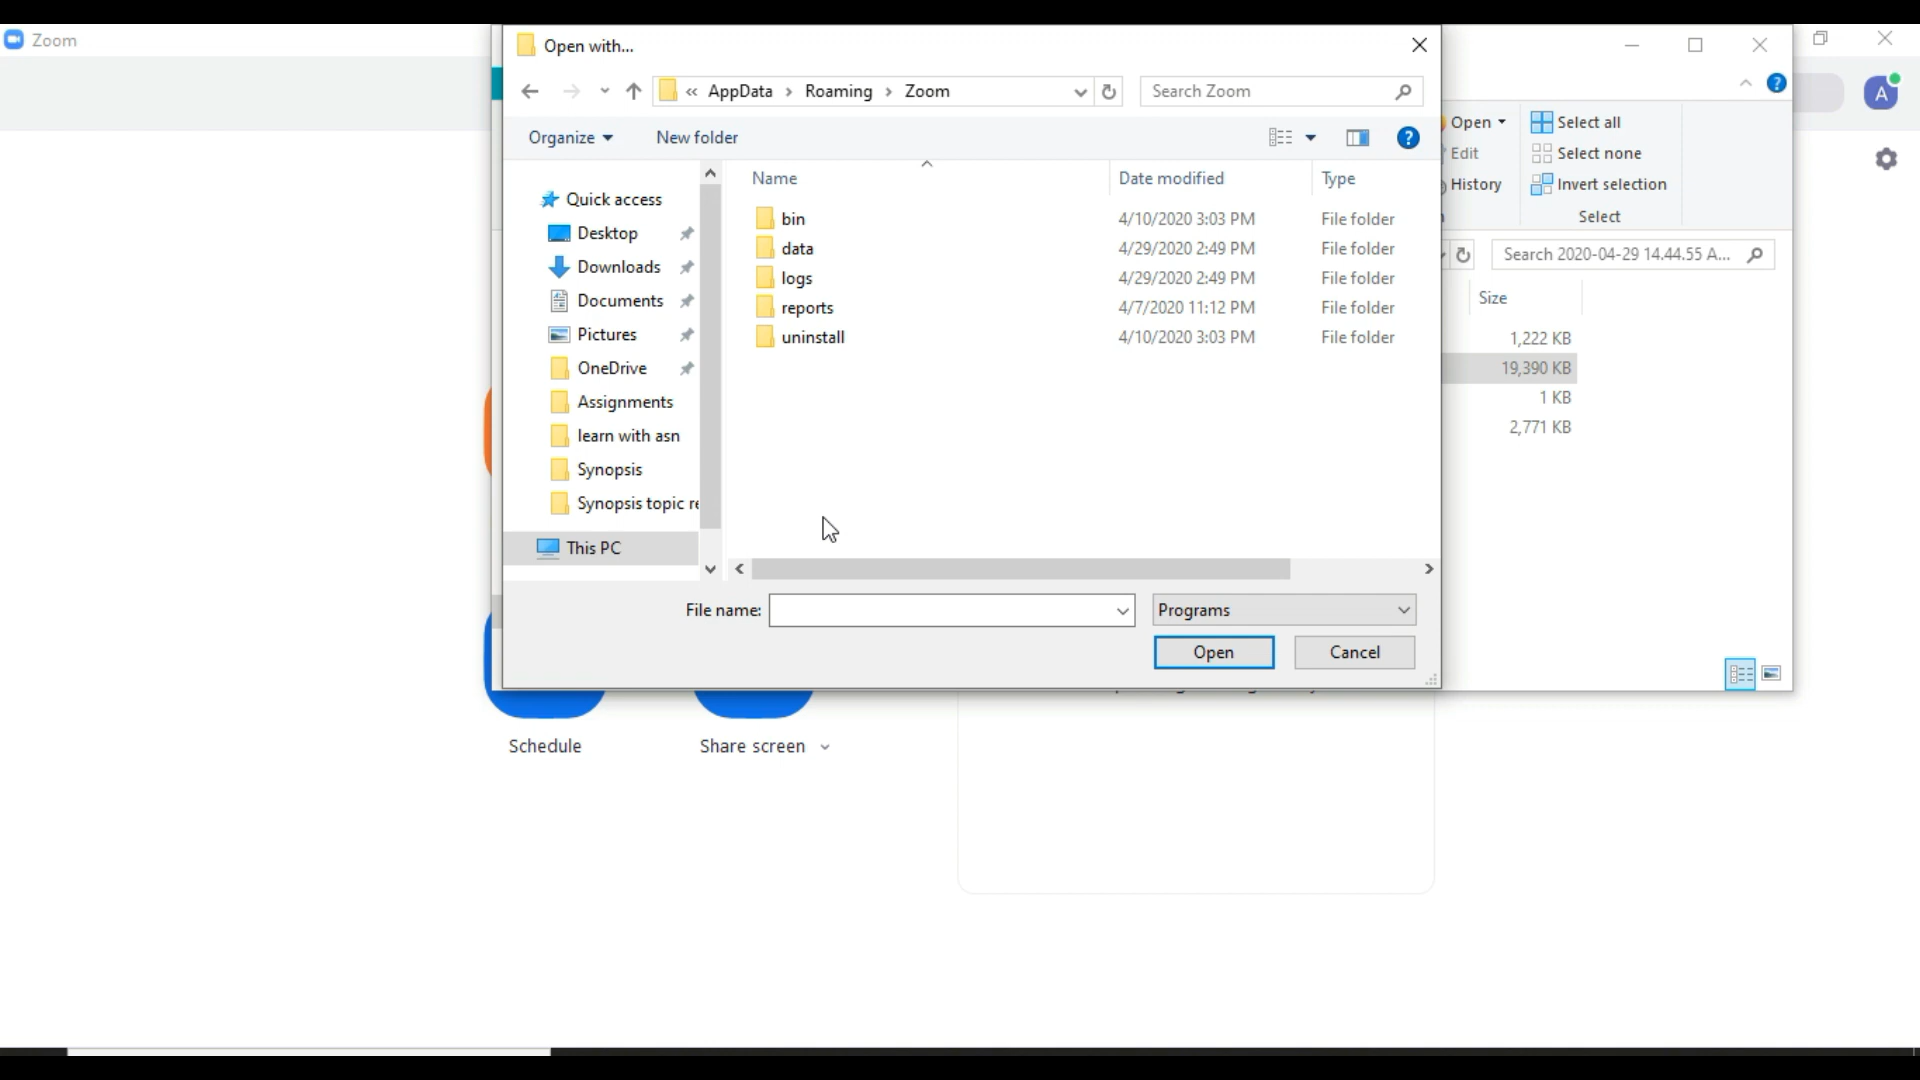 Zoom
Open with...
« AppData › Roaming › Zoom
Search Zoom
A
Organize
New folder
Open
Select all
Edit
Select none
History
Invert selection
Select
Name
Date modified
Type
Quick access
Desktop
Downloads
Documents
Pictures
OneDrive
Assignments
learn with asn
Synopsis
Synopsis topic re
This PC
bin 4/10/2020 3:03 PM File folder
data 4/29/2020 2:49 PM File folder
logs 4/29/2020 2:49 PM File folder
reports 4/7/2020 11:12 PM File folder
uninstall 4/10/2020 3:03 PM File folder
Search 2020-04-29 14.44.55 A...
Size
1,222 KB
19,390 KB
1 KB
2,771 KB
File name:
Programs
Open
Cancel
Schedule
Share screen